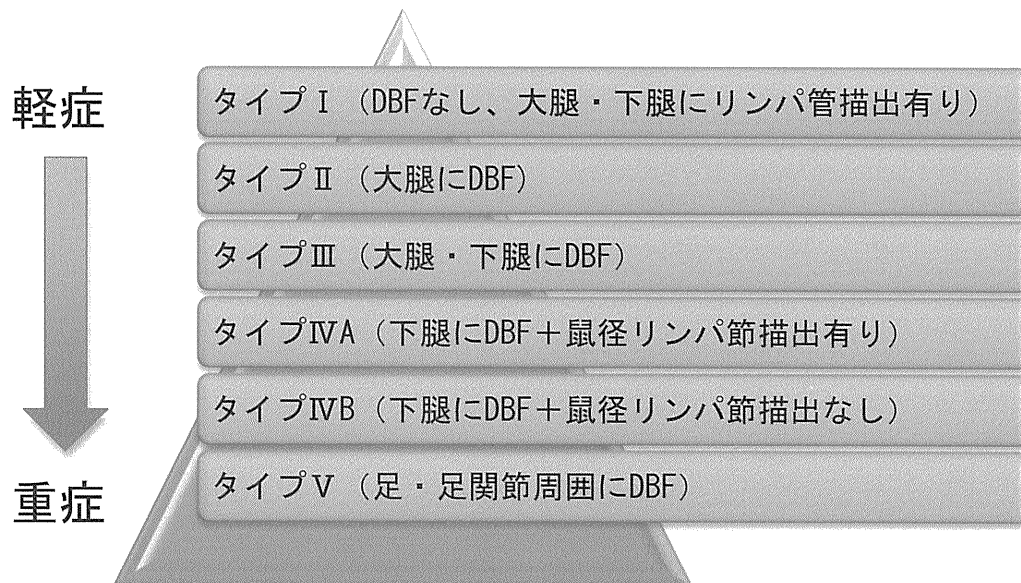 軽症
タイプⅠ（DBFなし、大腿・下腿にリンパ管描出有り）
タイプⅡ（大腿にDBF）
タイプⅢ（大腿・下腿にDBF）
タイプⅣA（下腿にDBF＋鼠径リンパ節描出有り）
タイプⅣB（下腿にDBF＋鼠径リンパ節描出なし）
タイプⅤ（足・足関節周囲にDBF）
重症